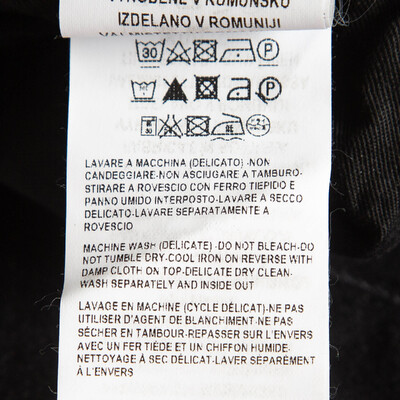 VYROBENE V RUMUNSKU
IZDELANO V ROMUNIJI
30 P
P
30
LAVARE A MACCHINA (DELICATO)-NON
CANDEGGIARE-NON ASCIUGARE A TAMBURO-
STIRARE A ROVESCIO CON FERRO TIEPIDO E
PANNO UMIDO INTERPOSTO-LAVARE A SECCO
DELICATO-LAVARE SEPARATAMENTE A
ROVESCIO
MACHINE WASH (DELICATE)-DO NOT BLEACH-DO
NOT TUMBLE DRY-COOL IRON ON REVERSE WITH
DAMP CLOTH ON TOP-DELICATE DRY CLEAN-
WASH SEPARATELY AND INSIDE OUT
LAVAGE EN MACHINE (CYCLE DÉLICAT)-NE PAS
UTILISER D'AGENT DE BLANCHIMENT-NE PAS
SÉCHER EN TAMBOUR-REPASSER SUR L'ENVERS
AVEC UN FER TIÉDE ET UN CHIFFON HUMIDE-
NETTOYAGE À SEC DÉLICAT-LAVER SÉPARÉMENT
À L'ENVERS